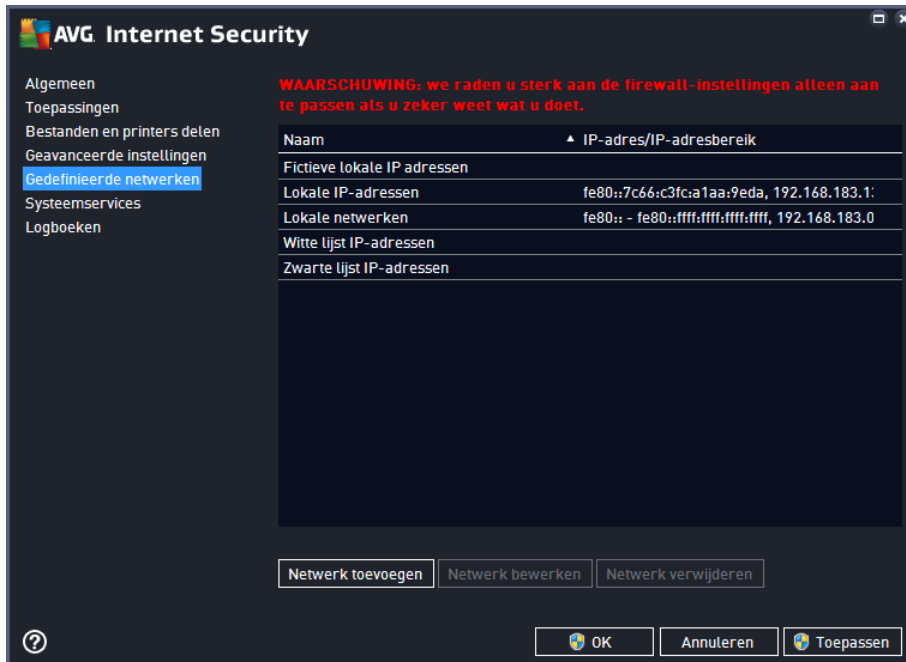 AVG. Internet Security
Algemeen
Toepassingen
Bestanden en printers delen
Geavanceerde instellingen
Gedefinieerde netwerken
Systeemservices
Logboeken
WAARSCHUWING: we raden u sterk aan de firewall-instellingen alleen aan
te passen als u zeker weet wat u doet.
Naam ▲ IP-adres/IP-adresbereik
Fictieve lokale IP adressen
Lokale IP-adressen fe80::7c66:c3fc:a1aa:9eda, 192.168.183.1
Lokale netwerken fe80:: - fe80::ffff:ffff:ffff:ffff, 192.168.183.0
Witte lijst IP-adressen
Zwarte lijst IP-adressen
Netwerk toevoegen Netwerk bewerken Netwerk verwijderen
? OK Annuleren Toepassen